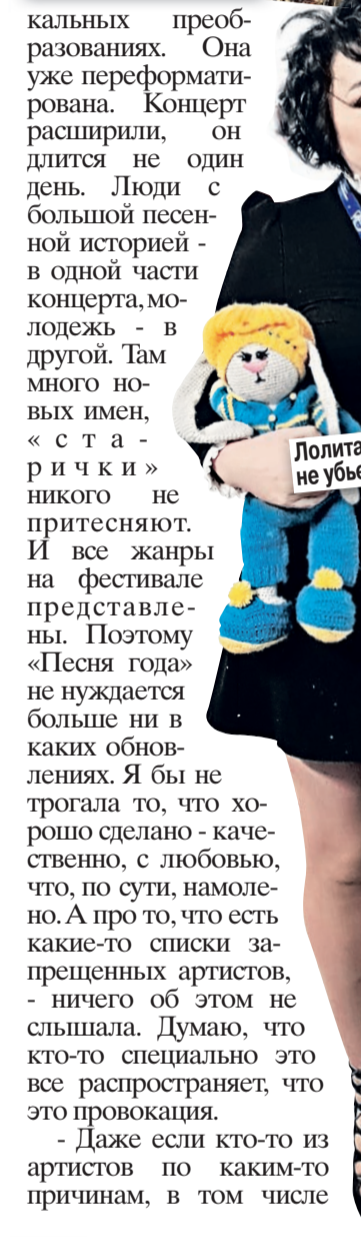 кальных преоб-
разованиях. Она
уже переформати-
рована. Концерт
расширили, он
длится не один
день. Люди с
большой песен-
ной историей -
в одной части
концерта, мо-
лодежь - в
другой. Там
много но-
вых имен,
«ста-
рички»
никого не
притесняют.
И все жанры
на фестивале
представле-
ны. Поэтому
«Песня года»
не нуждается
больше ни в
каких обнов-
лениях. Я бы не
трогала то, что хо-
рошо сделано - каче-
ственно, с любовью,
что, по сути, намоле-
но. А про то, что есть
какие-то списки за-
прещенных артистов,
- ничего об этом не
слышала. Думаю, что
кто-то специально это
все распространяет, что
это провокация.
- Даже если кто-то из
артистов по каким-то
причинам, в том числе
Лолита
не